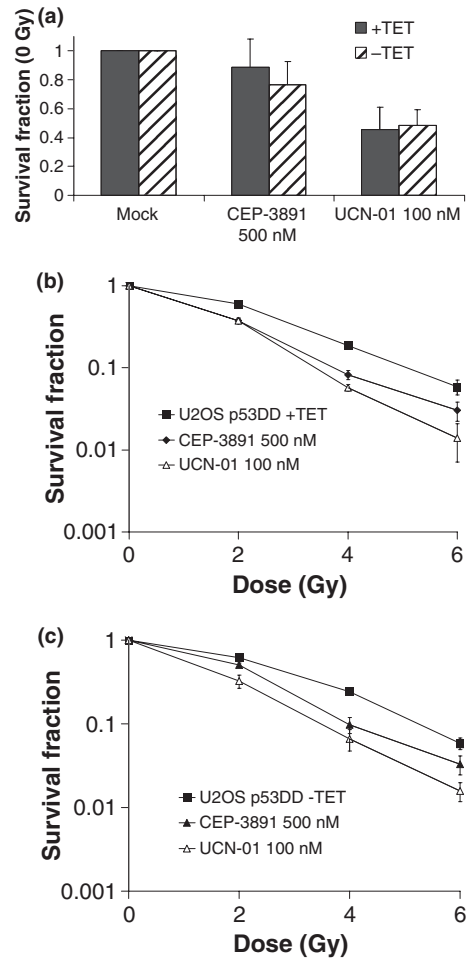 (a)
Survival fraction (0 Gy)
1
0.8
0.6
0.4
0.2
0
+TET
–TET
Mock
CEP-3891
500 nM
UCN-01 100 nM
(b)
Survival fraction
1
0.1
0.01
0.001
U2OS p53DD +TET
CEP-3891 500 nM
UCN-01 100 nM
0 2 4 6
Dose (Gy)
(c)
Survival fraction
1
0.1
0.01
0.001
U2OS p53DD -TET
CEP-3891 500 nM
UCN-01 100 nM
0 2 4 6
Dose (Gy)